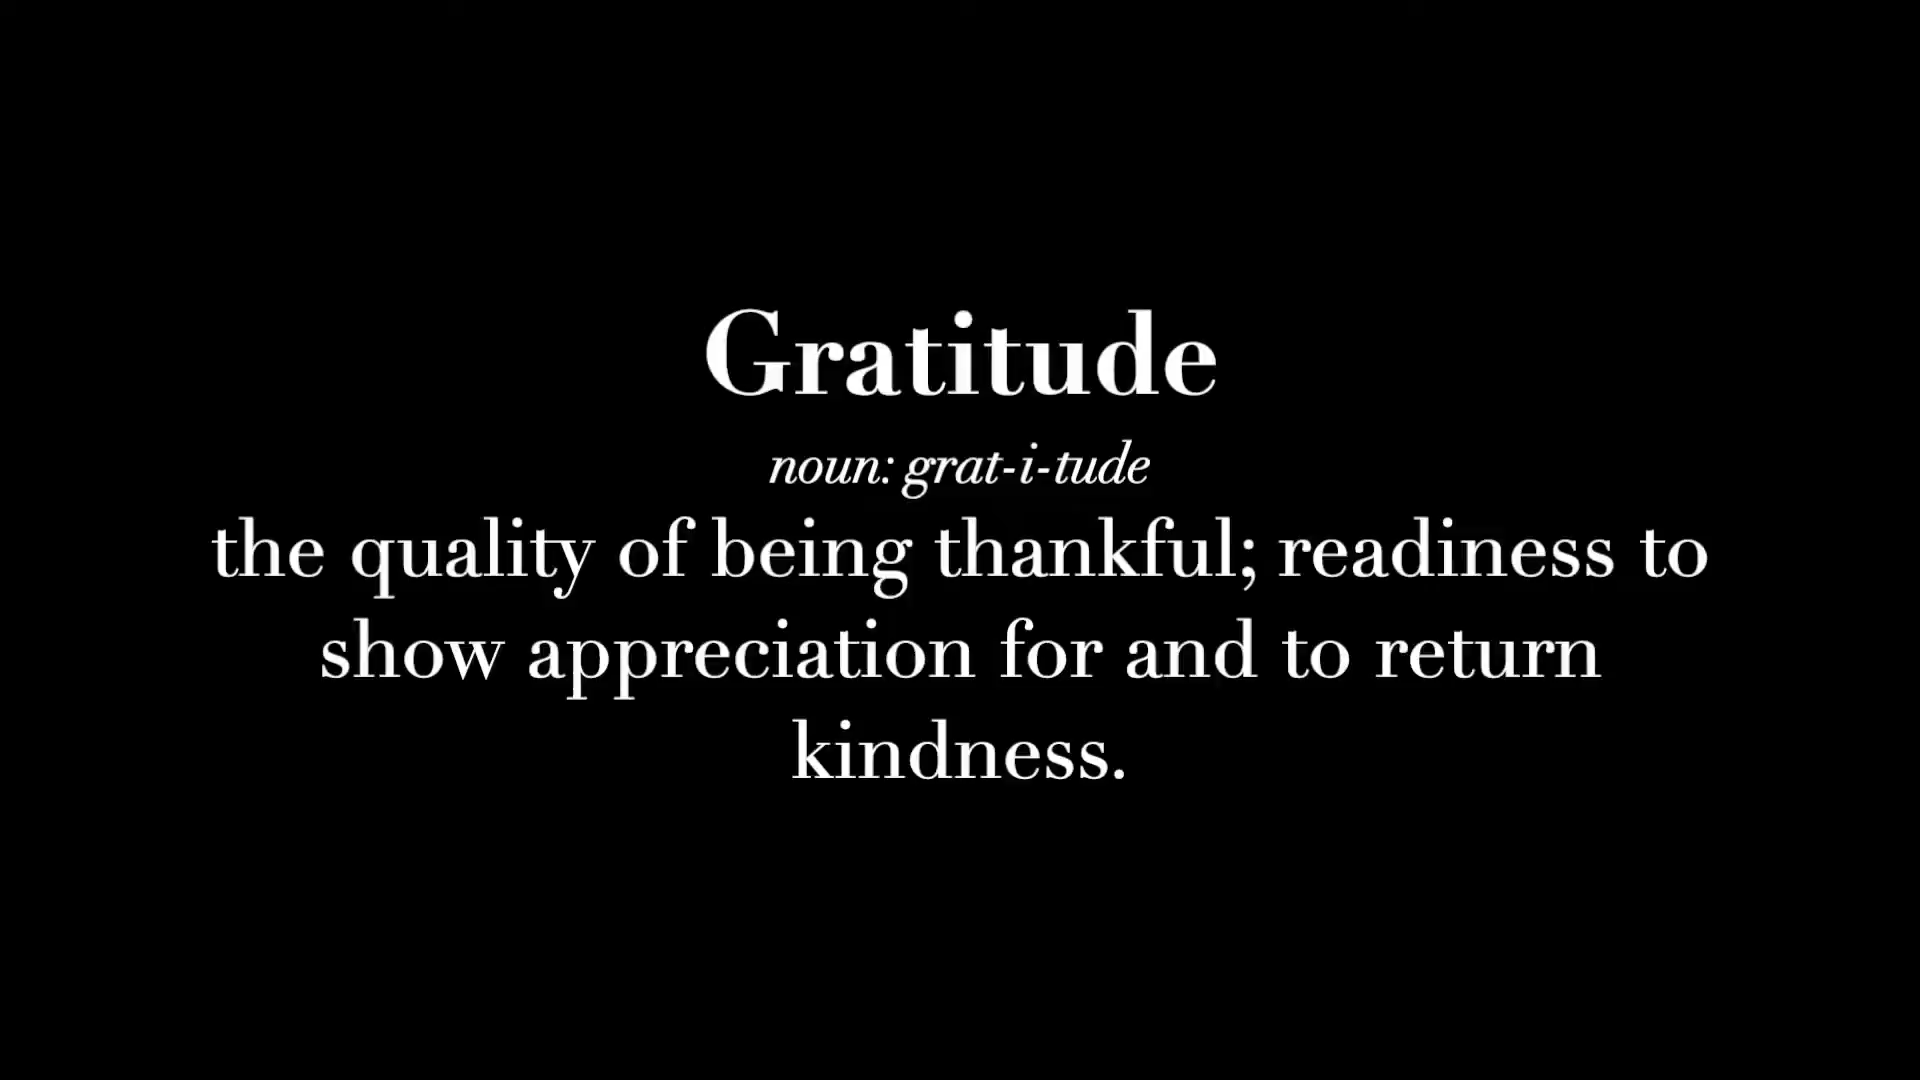 Gratitude
noun: grat-i-tude
the quality of being thankful; readiness to
show appreciation for and to return
kindness.